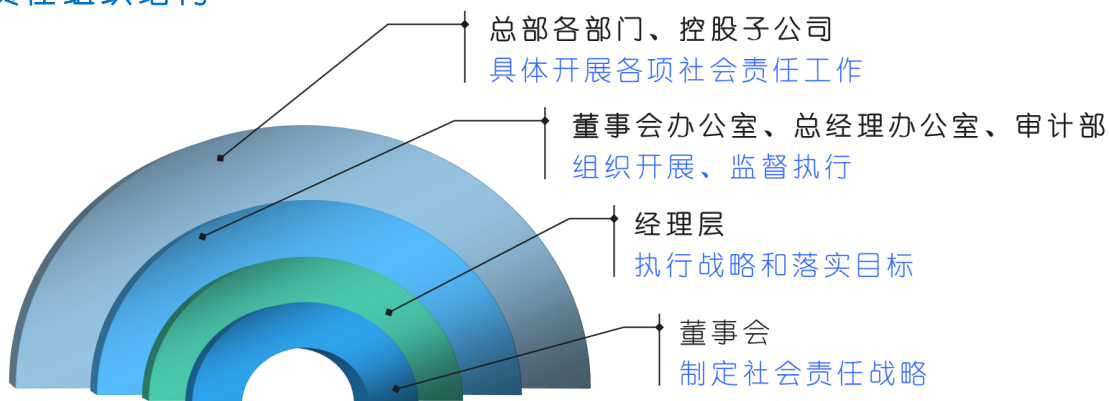 总部各部门、控股子公司
具体开展各项社会责任工作
董事会办公室、总经理办公室、审计部
组织开展、监督执行
经理层
执行战略和落实目标
董事会
制定社会责任战略